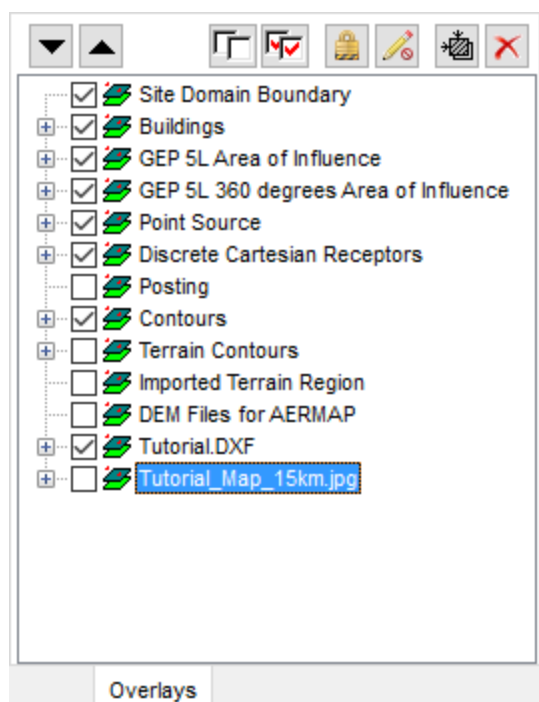 Site Domain Boundary
Buildings
GEP 5L Area of Influence
GEP 5L 360 degrees Area of Influence
Point Source
Discrete Cartesian Receptors
Posting
Contours
Terrain Contours
Imported Terrain Region
DEM Files for AERMAP
Tutorial.DXF
Tutorial_Map_15km.jpg
Overlays